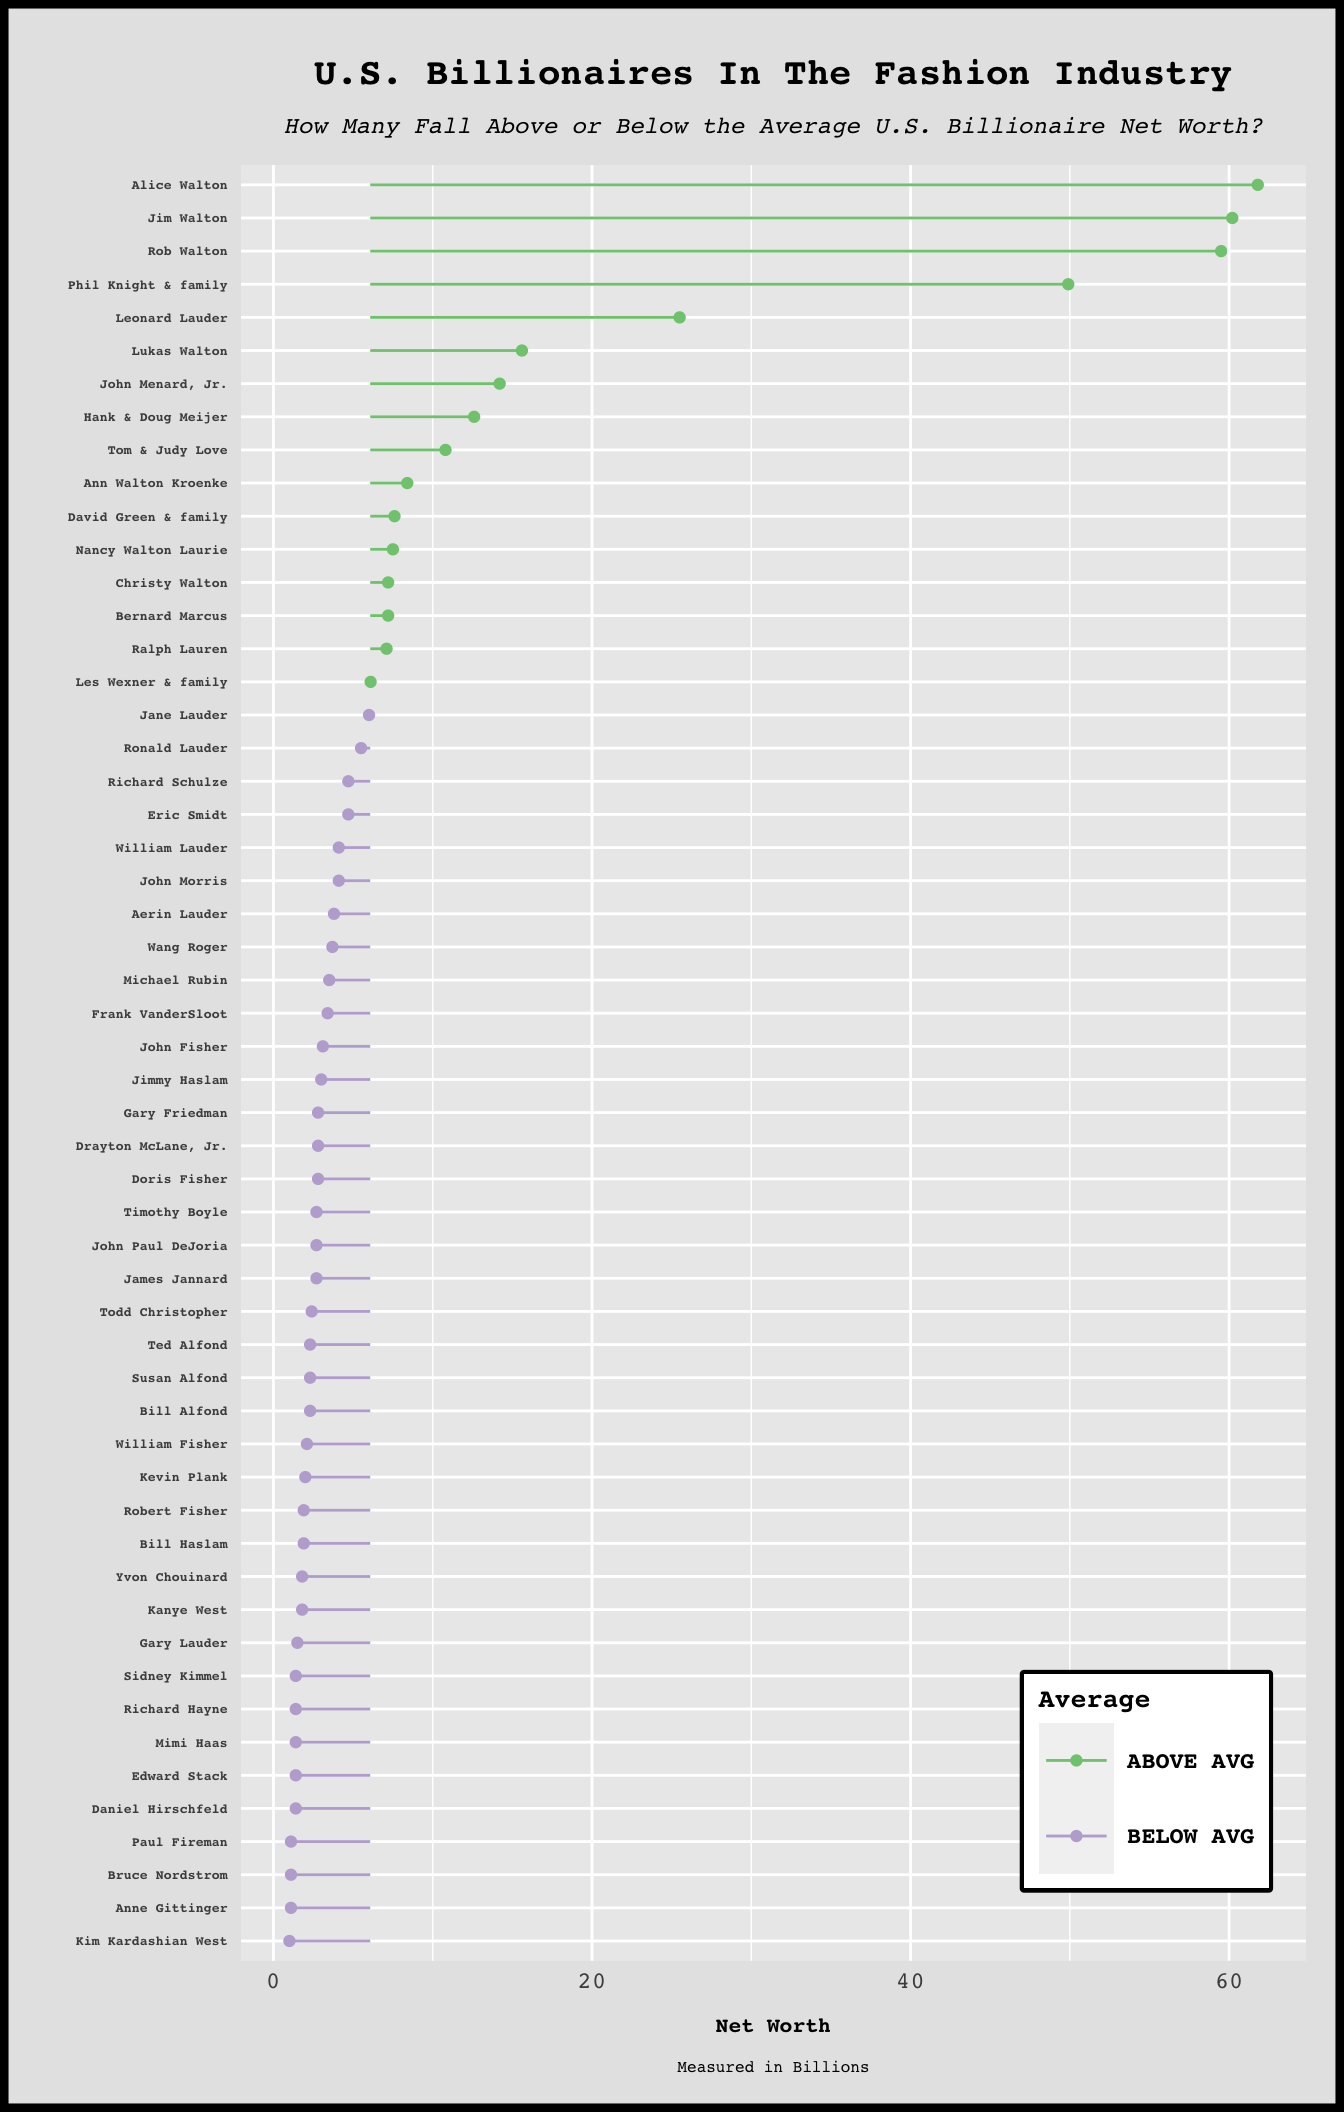 U.S. Billionaires In The Fashion Industry
How Many Fall Above or Below the Average U.S. Billionaire Net Worth?
Alice Walton
Jim Walton
Rob Walton
Phil Knight & family
Leonard Lauder
Lukas Walton
John Menard, Jr.
Hank & Doug Meijer
Tom & Judy Love
Ann Walton Kroenke
David Green & family
Nancy Walton Laurie
Christy Walton
Bernard Marcus
Ralph Lauren
Les Wexner & family
Jane Lauder
Ronald Lauder
Richard Schulze
Eric Smidt
William Lauder
John Morris
Aerin Lauder
Wang Roger
Michael Rubin
Frank VanderSloot
John Fisher
Jimmy Haslam
Gary Friedman
Drayton McLane, Jr.
Doris Fisher
Timothy Boyle
John Paul DeJoria
James Jannard
Todd Christopher
Ted Alfond
Susan Alfond
Bill Alfond
William Fisher
Kevin Plank
Robert Fisher
Bill Haslam
Yvon Chouinard
Kanye West
Gary Lauder
Sidney Kimmel
Richard Hayne
Mimi Haas
Edward Stack
Daniel Hirschfeld
Paul Fireman
Bruce Nordstrom
Anne Gittinger
Kim Kardashian West
Average
ABOVE AVG
BELOW AVG
0 20 40 60
Net Worth
Measured in Billions